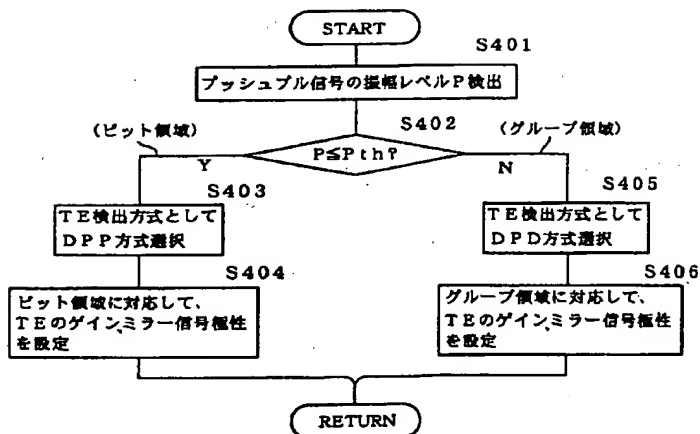 START
S401
プッシュプル信号の振幅レベルP検出
S402
(ピット領域)
(グループ領域)
P≦Pth?
Y
N
S403
S405
TE検出方式として
DPP方式選択
TE検出方式として
DPD方式選択
S404
S406
ピット領域に対応して、
TEのゲイン、ミラー信号極性
を設定
グループ領域に対応して、
TEのゲイン、ミラー信号極性
を設定
RETURN